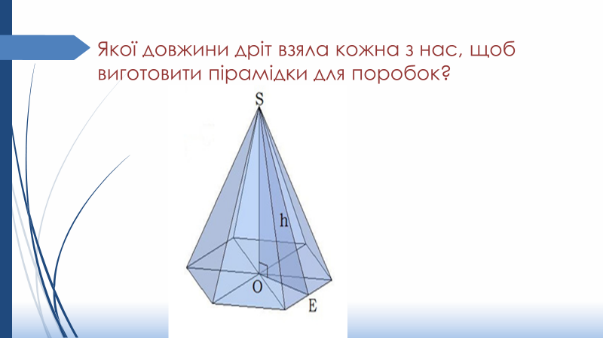 Якої довжини дріт взяла кожна з нас, щоб
виготовити пірамідки для поробок?
S
h
O
E